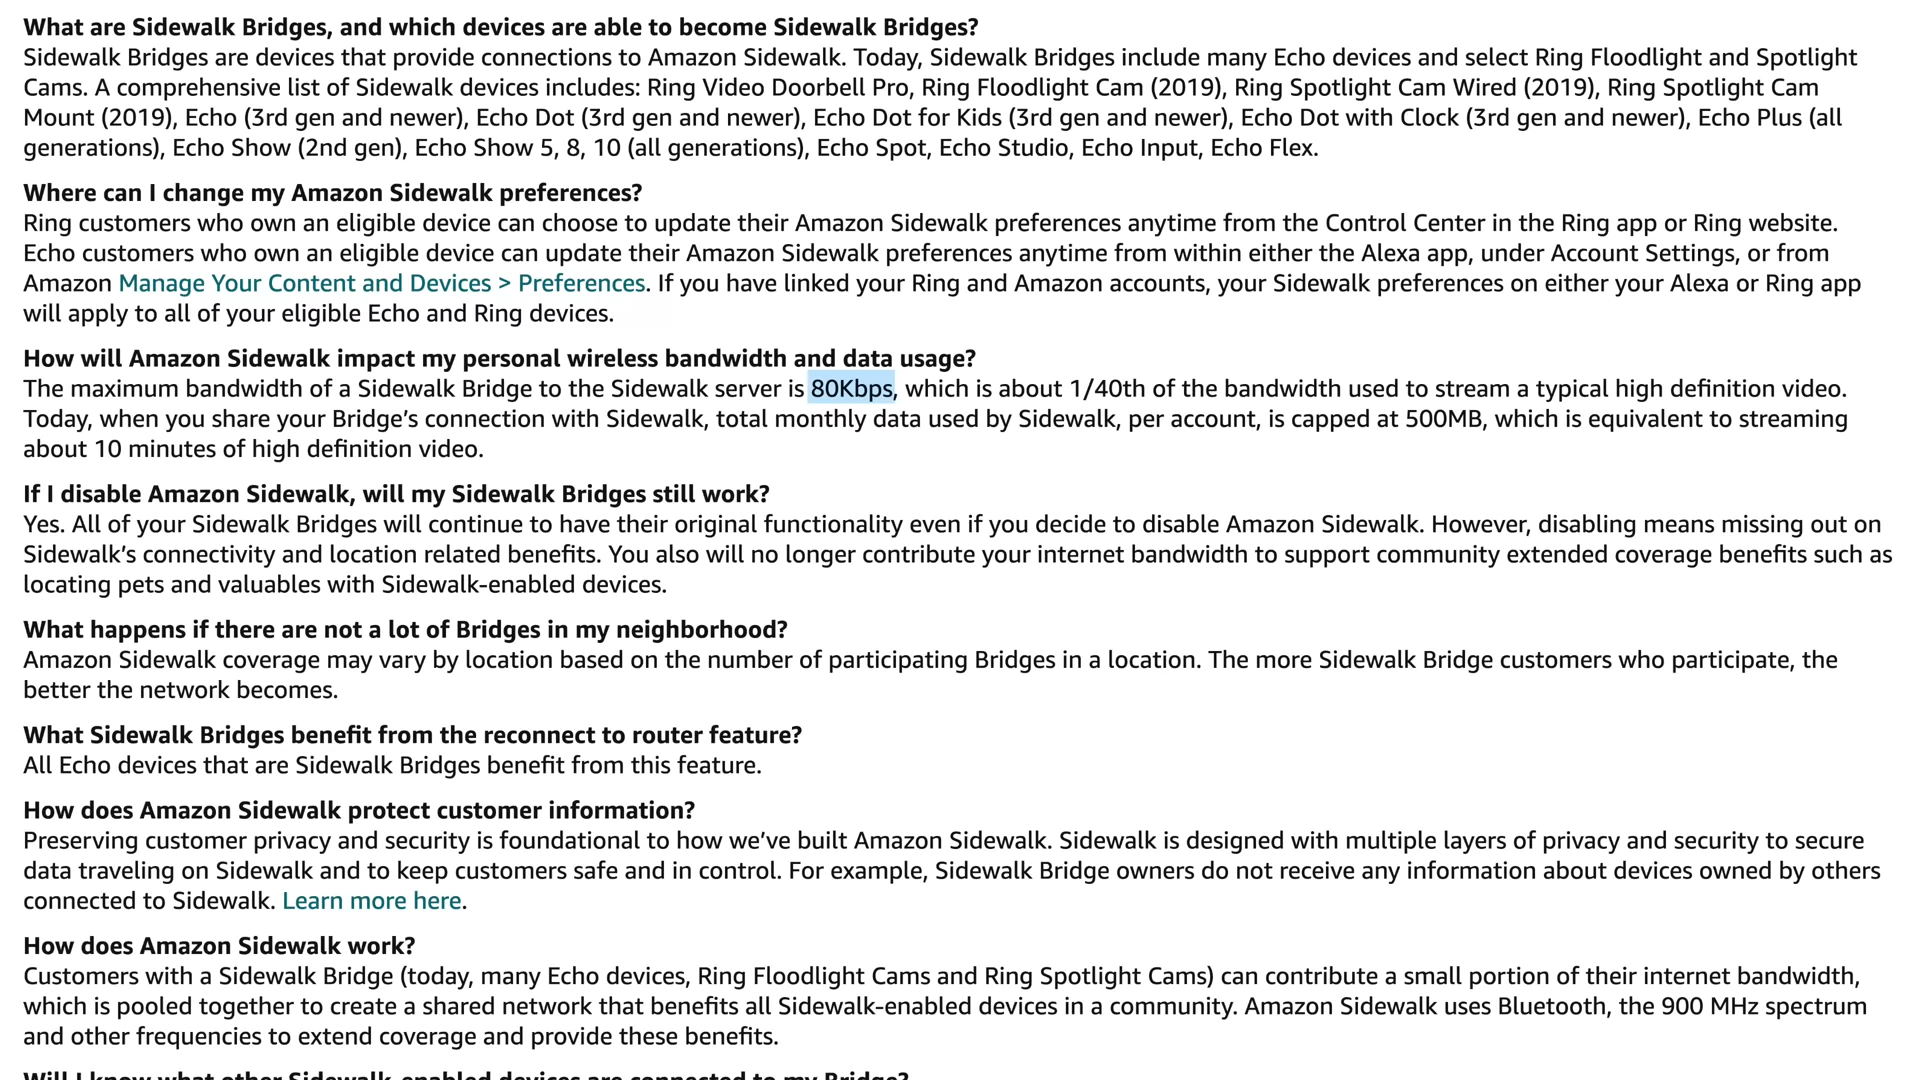 What are Sidewalk Bridges, and which devices are able to become Sidewalk Bridges?
Sidewalk Bridges are devices that provide connections to Amazon Sidewalk. Today, Sidewalk Bridges include many Echo devices and select Ring Floodlight and Spotlight
Cams. A comprehensive list of Sidewalk devices includes: Ring Video Doorbell Pro, Ring Floodlight Cam (2019), Ring Spotlight Cam Wired (2019), Ring Spotlight Cam
Mount (2019), Echo (3rd gen and newer), Echo Dot (3rd gen and newer), Echo Dot for Kids (3rd gen and newer), Echo Dot with Clock (3rd gen and newer), Echo Plus (all
generations), Echo Show (2nd gen), Echo Show 5, 8, 10 (all generations), Echo Spot, Echo Studio, Echo Input, Echo Flex.
Where can I change my Amazon Sidewalk preferences?
Ring customers who own an eligible device can choose to update their Amazon Sidewalk preferences anytime from the Control Center in the Ring app or Ring website.
Echo customers who own an eligible device can update their Amazon Sidewalk preferences anytime from within either the Alexa app, under Account Settings, or from
Amazon Manage Your Content and Devices > Preferences. If you have linked your Ring and Amazon accounts, your Sidewalk preferences on either your Alexa or Ring app
will apply to all of your eligible Echo and Ring devices.
How will Amazon Sidewalk impact my personal wireless bandwidth and data usage?
The maximum bandwidth of a Sidewalk Bridge to the Sidewalk server is 80Kbps, which is about 1/40th of the bandwidth used to stream a typical high definition video.
Today, when you share your Bridge’s connection with Sidewalk, total monthly data used by Sidewalk, per account, is capped at 500MB, which is equivalent to streaming
about 10 minutes of high definition video.
If I disable Amazon Sidewalk, will my Sidewalk Bridges still work?
Yes. All of your Sidewalk Bridges will continue to have their original functionality even if you decide to disable Amazon Sidewalk. However, disabling means missing out on
Sidewalk’s connectivity and location related benefits. You also will no longer contribute your internet bandwidth to support community extended coverage benefits such as
locating pets and valuables with Sidewalk-enabled devices.
What happens if there are not a lot of Bridges in my neighborhood?
Amazon Sidewalk coverage may vary by location based on the number of participating Bridges in a location. The more Sidewalk Bridge customers who participate, the
better the network becomes.
What Sidewalk Bridges benefit from the reconnect to router feature?
All Echo devices that are Sidewalk Bridges benefit from this feature.
How does Amazon Sidewalk protect customer information?
Preserving customer privacy and security is foundational to how we’ve built Amazon Sidewalk. Sidewalk is designed with multiple layers of privacy and security to secure
data traveling on Sidewalk and to keep customers safe and in control. For example, Sidewalk Bridge owners do not receive any information about devices owned by others
connected to Sidewalk. Learn more here.
How does Amazon Sidewalk work?
Customers with a Sidewalk Bridge (today, many Echo devices, Ring Floodlight Cams and Ring Spotlight Cams) can contribute a small portion of their internet bandwidth,
which is pooled together to create a shared network that benefits all Sidewalk-enabled devices in a community. Amazon Sidewalk uses Bluetooth, the 900 MHz spectrum
and other frequencies to extend coverage and provide these benefits.
Will I know what other Sidewalk-enabled devices are connected to my Bridge?